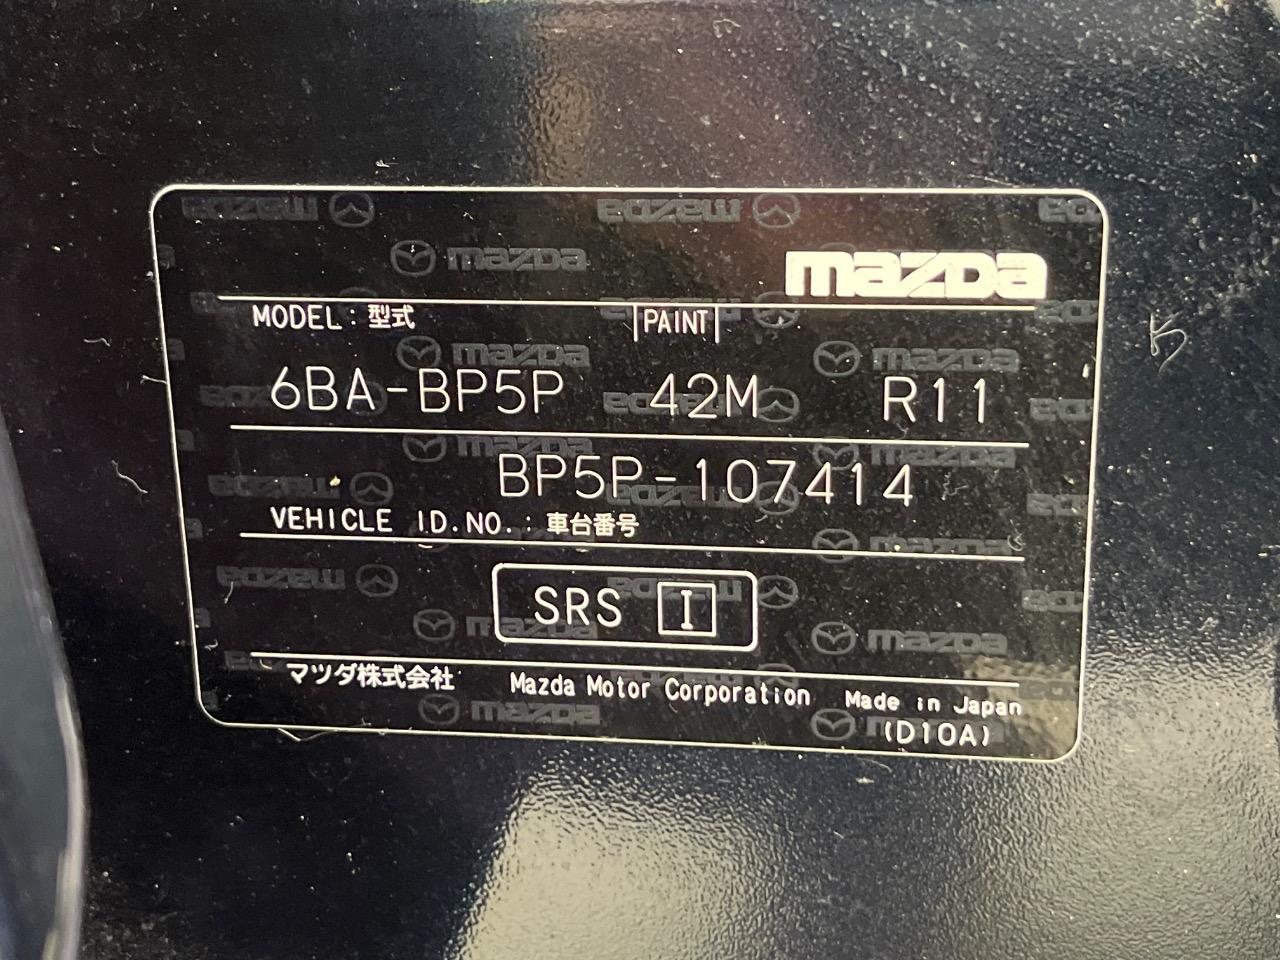 mazda
MODEL : 型式 PAINT
6BA-BP5P 42M R11
BP5P-107414
VEHICLE ID.NO. : 車台番号
SRS I
マツダ株式会社 Mazda Motor Corporation Made in Japan
(D10A)